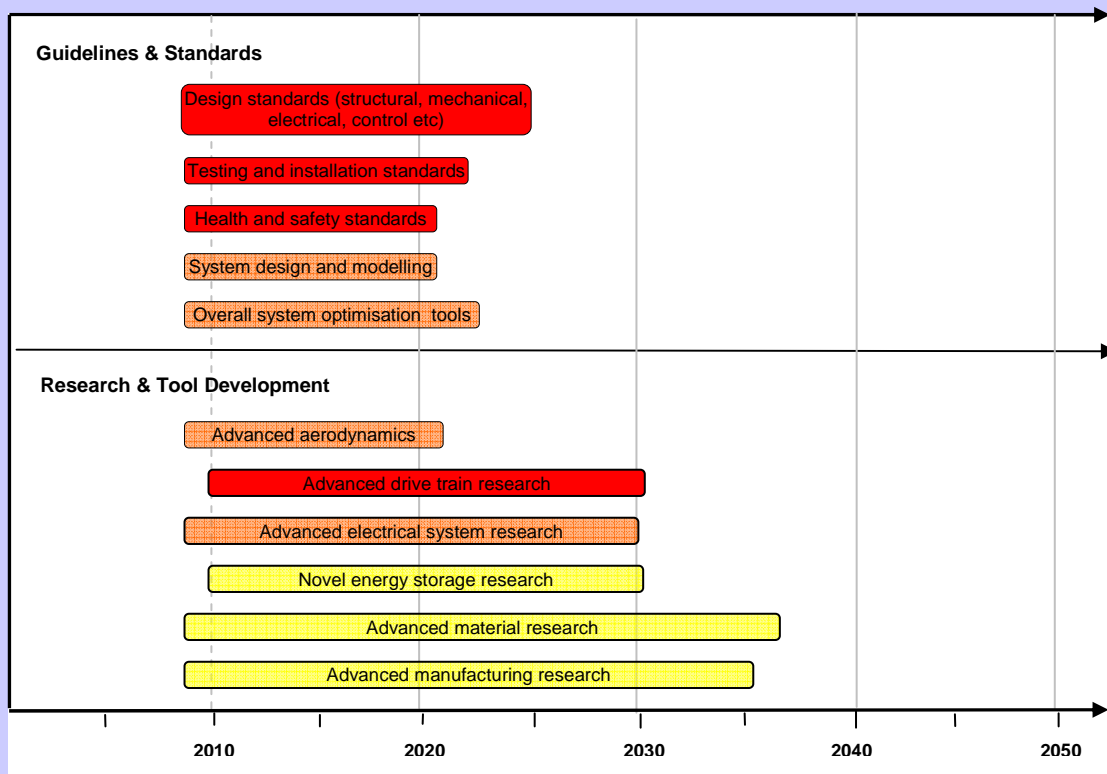 Guidelines & Standards
Design standards (structural, mechanical,
electrical, control etc)
Testing and installation standards
Health and safety standards
System design and modelling
Overall system optimisation tools
Research & Tool Development
Advanced aerodynamics
Advanced drive train research
Advanced electrical system research
Novel energy storage research
Advanced material research
Advanced manufacturing research
2010 2020 2030 2040 2050